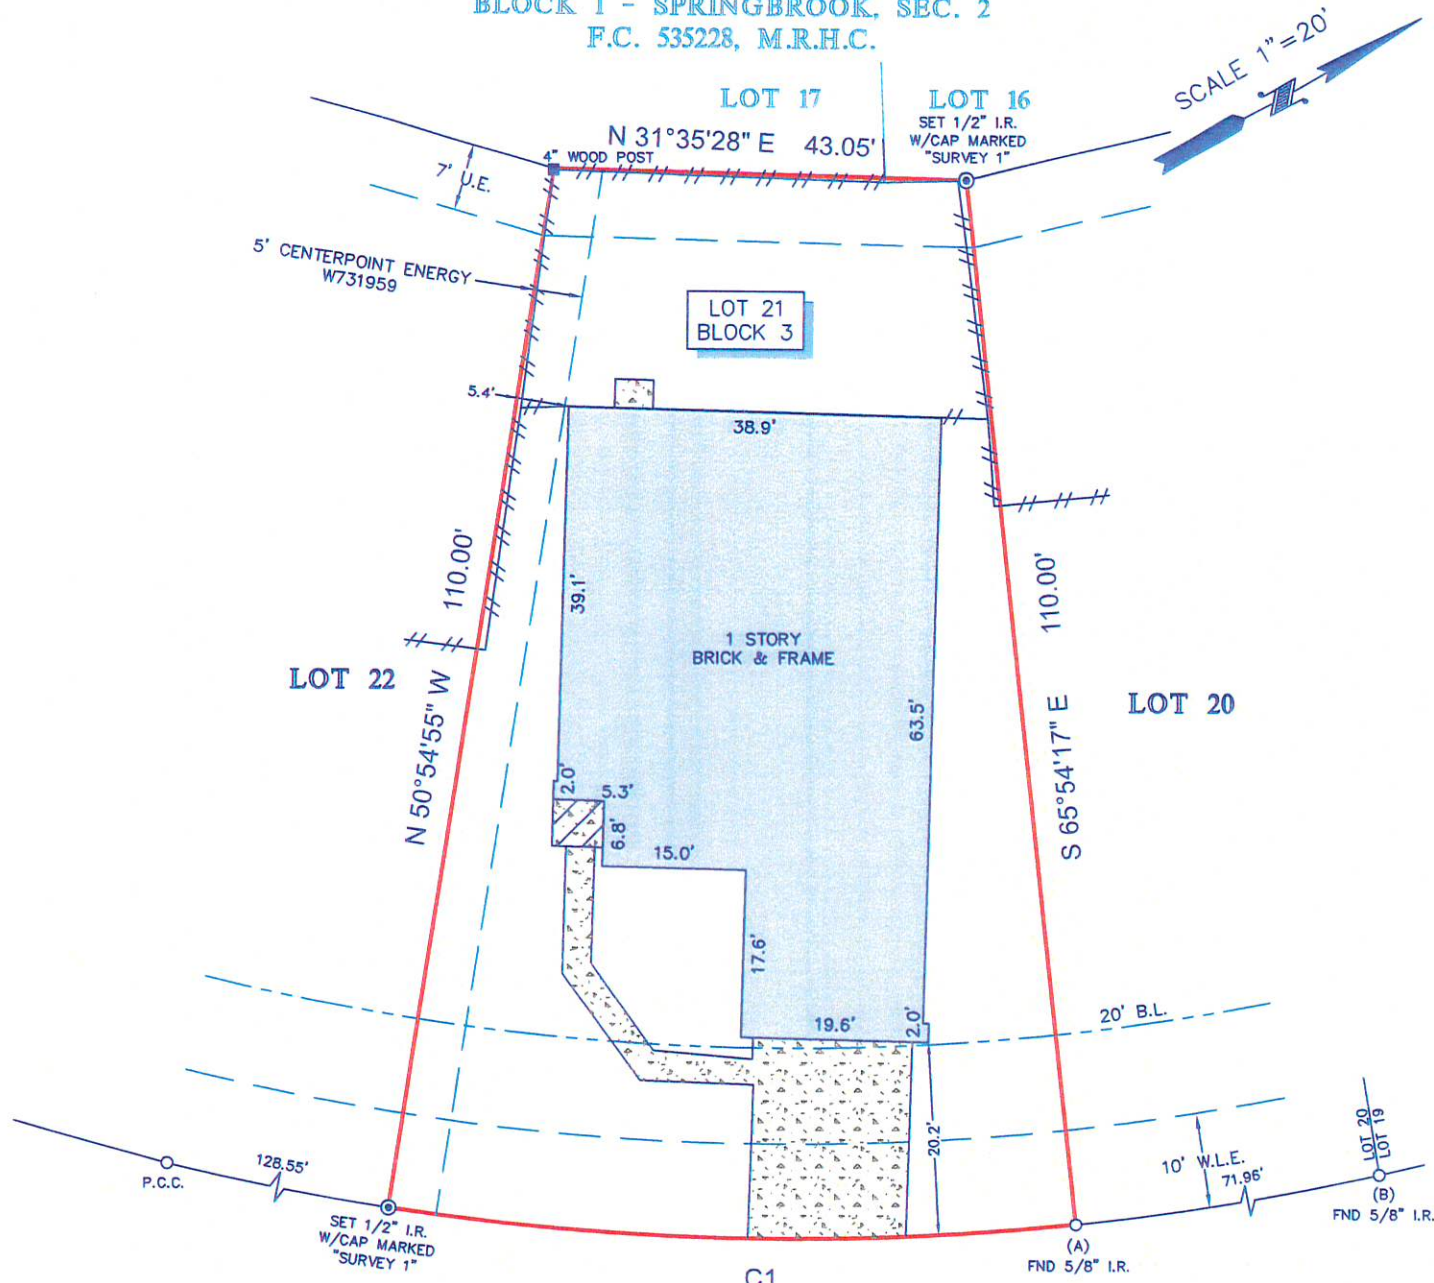 BLOCK 1 - SPRINGBROOK, SEC. 2
F.C. 535228, M.R.H.C.
SCALE 1"=20'
LOT 17
LOT 16
SET 1/2" I.R.
W/CAP MARKED
"SURVEY 1"
N 31°35'28" E 43.05'
4" WOOD POST
7' U.E.
5' CENTERPOINT ENERGY
W731959
LOT 21
BLOCK 3
5.4'
38.9'
110.00'
39.1'
110.00'
1 STORY
BRICK & FRAME
LOT 22
N 50°54'55" W
63.5'
S 65°54'17" E
LOT 20
2.0'
5.3'
6.8'
15.0'
17.6'
19.6'
2.0'
20' B.L.
20.2'
10' W.L.E.
71.96'
LOT 20
LOT 19
128.55'
P.C.C.
(B)
FND 5/8" I.R.
SET 1/2" I.R.
W/CAP MARKED
"SURVEY 1"
(A)
FND 5/8" I.R.
C1